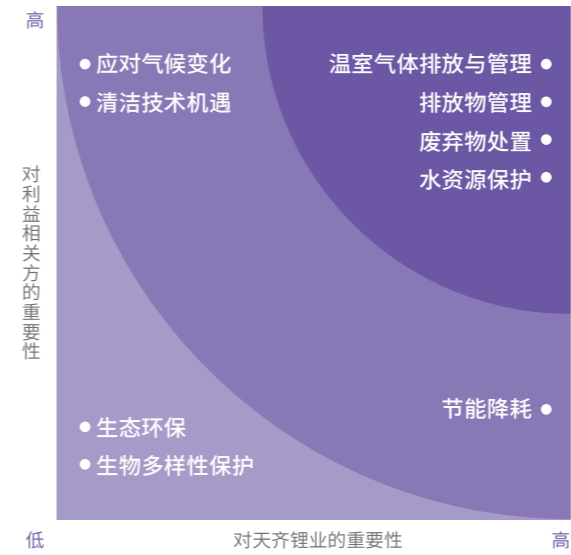 高
● 应对气候变化
● 清洁技术机遇
温室气体排放与管理 ●
排放物管理 ●
废弃物处置 ●
水资源保护 ●
对利益相关方的重要性
节能降耗 ●
● 生态环保
● 生物多样性保护
低
对天齐锂业的重要性
高